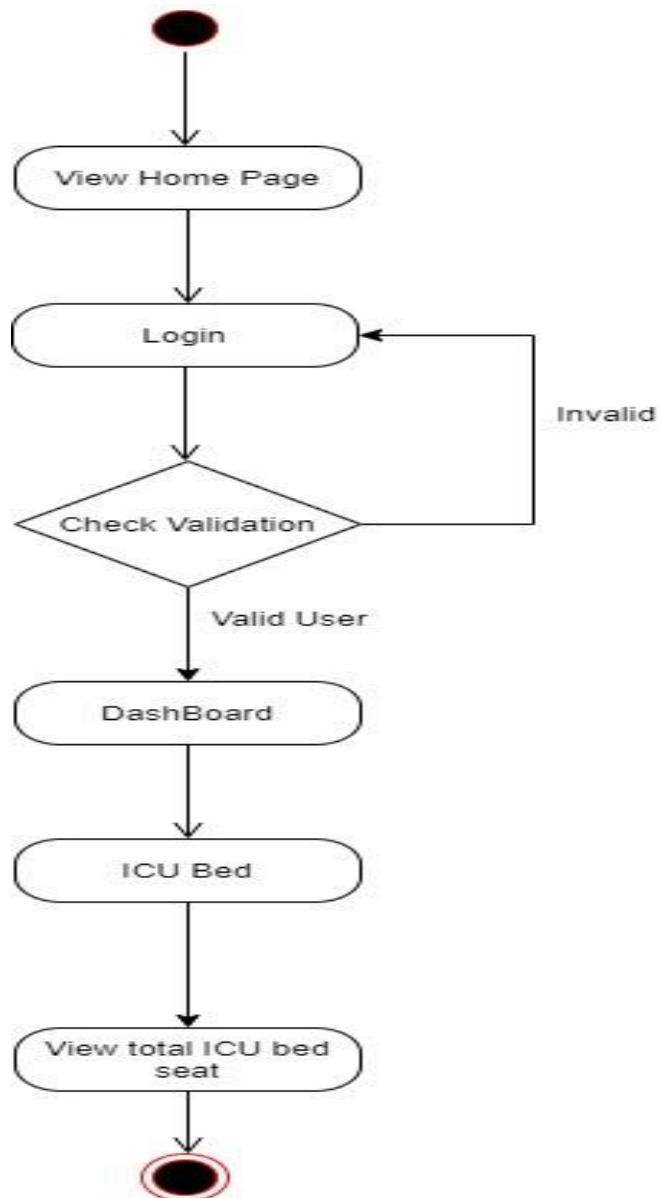 View Home Page
Login
Invalid
Check Validation
Valid User
DashBoard
ICU Bed
View total ICU bed
seat